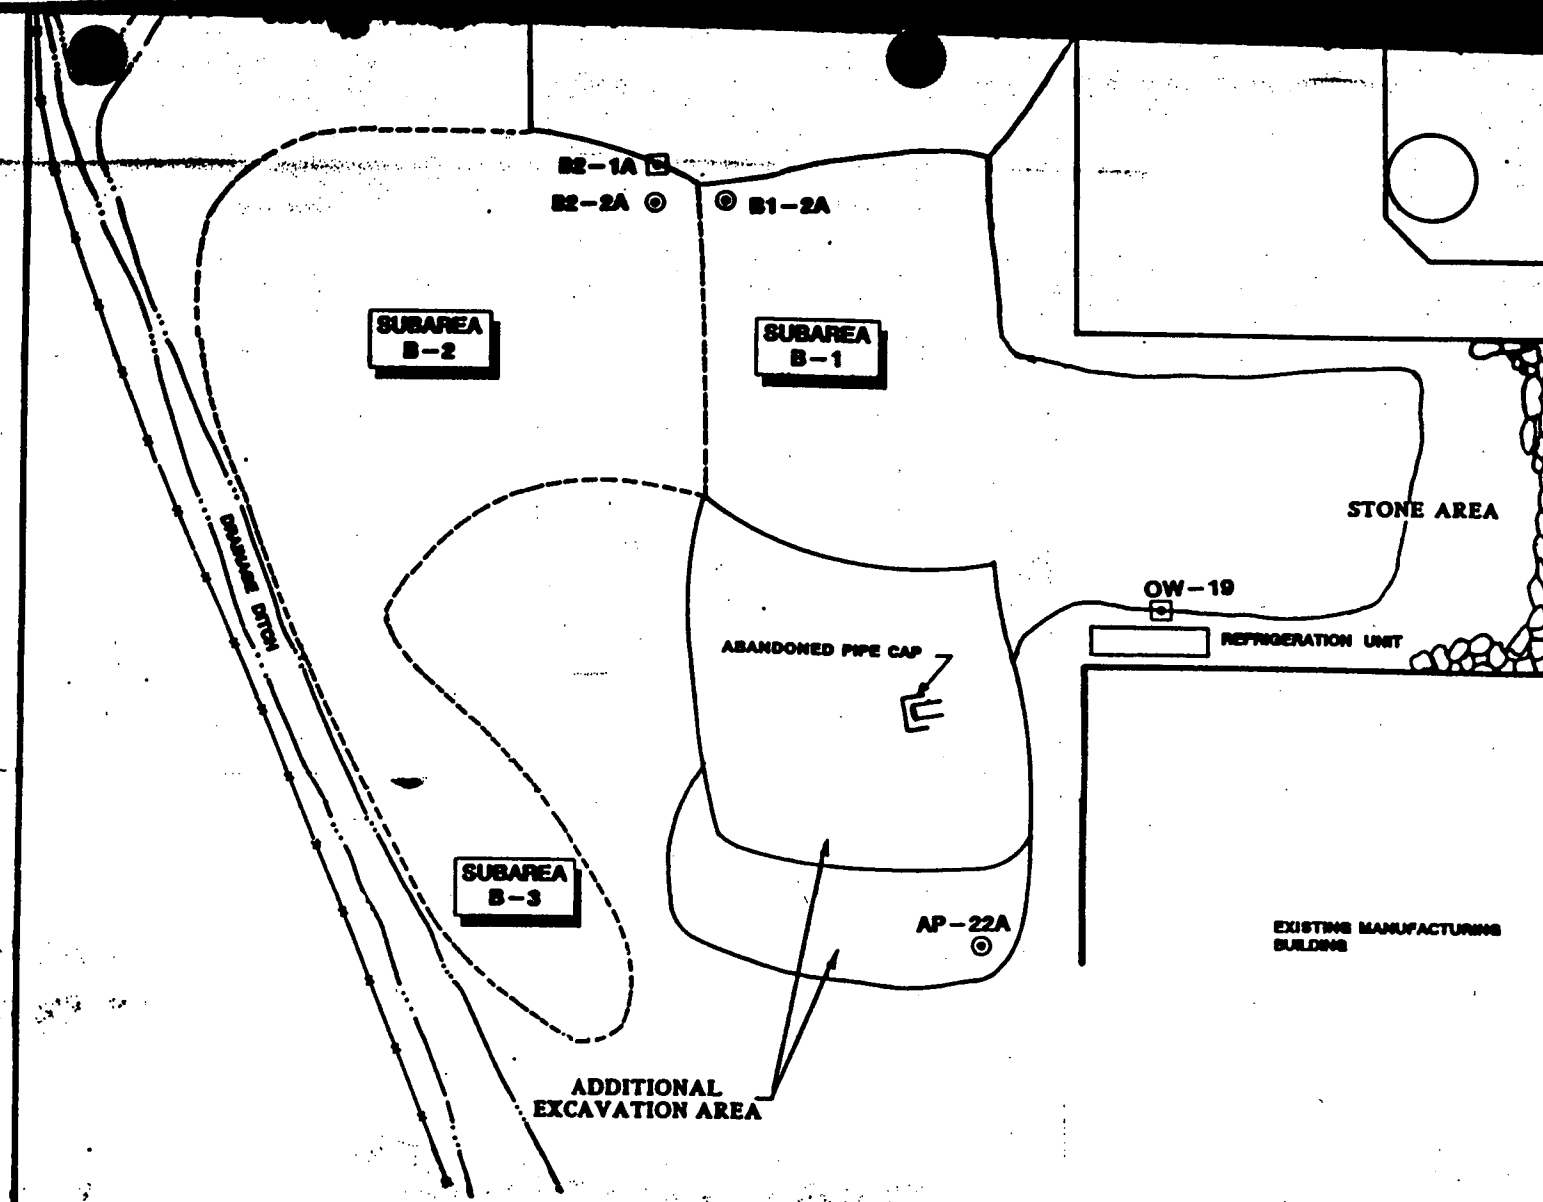 B2-1A
B2-2A
B1-2A
SUBAREA
B-2
SUBAREA
B-1
STONE AREA
OW-19
REFRIGERATION UNIT
DRAINAGE DITCH
ABANDONED PIPE CAP
SUBAREA
B-3
AP-22A
EXISTING MANUFACTURING
BUILDING
ADDITIONAL
EXCAVATION AREA